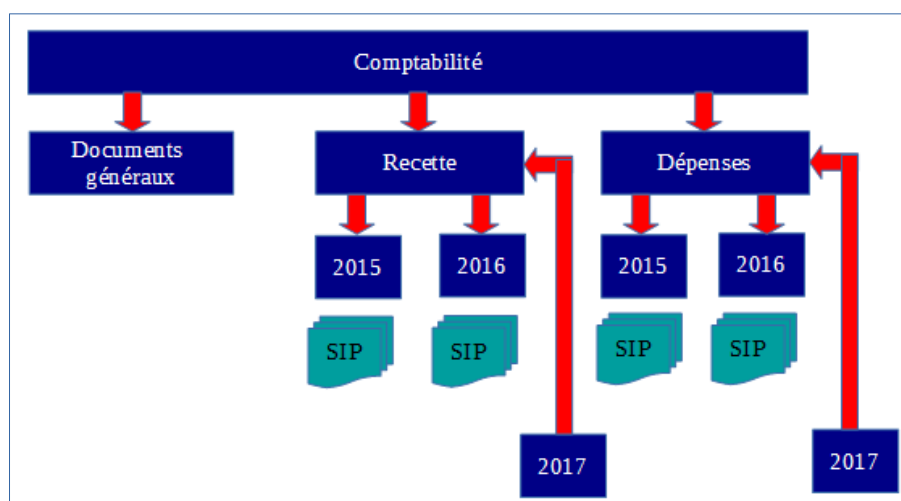 Comptabilité
Documents
généraux
Recette
Dépenses
2015
2016
2015
2016
SIP
SIP
SIP
SIP
2017
2017